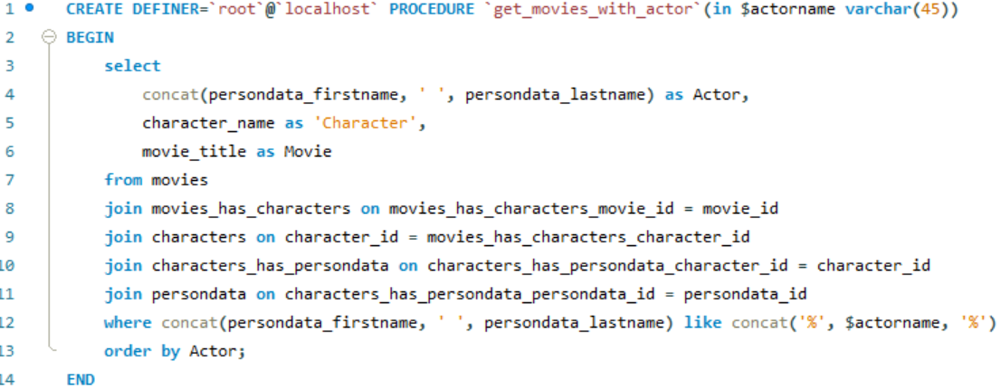 1 CREATE DEFINER=`root`@`localhost` PROCEDURE `get_movies_with_actor`(in $actorname varchar(45))
2 BEGIN
3 select
4 concat(persondata_firstname, ' ', persondata_lastname) as Actor,
5 character_name as 'Character',
6 movie_title as Movie
7 from movies
8 join movies_has_characters on movies_has_characters_movie_id = movie_id
9 join characters on character_id = movies_has_characters_character_id
10 join characters_has_persondata on characters_has_persondata_character_id = character_id
11 join persondata on characters_has_persondata_persondata_id = persondata_id
12 where concat(persondata_firstname, ' ', persondata_lastname) like concat('%', $actorname, '%')
13 order by Actor;
14 END